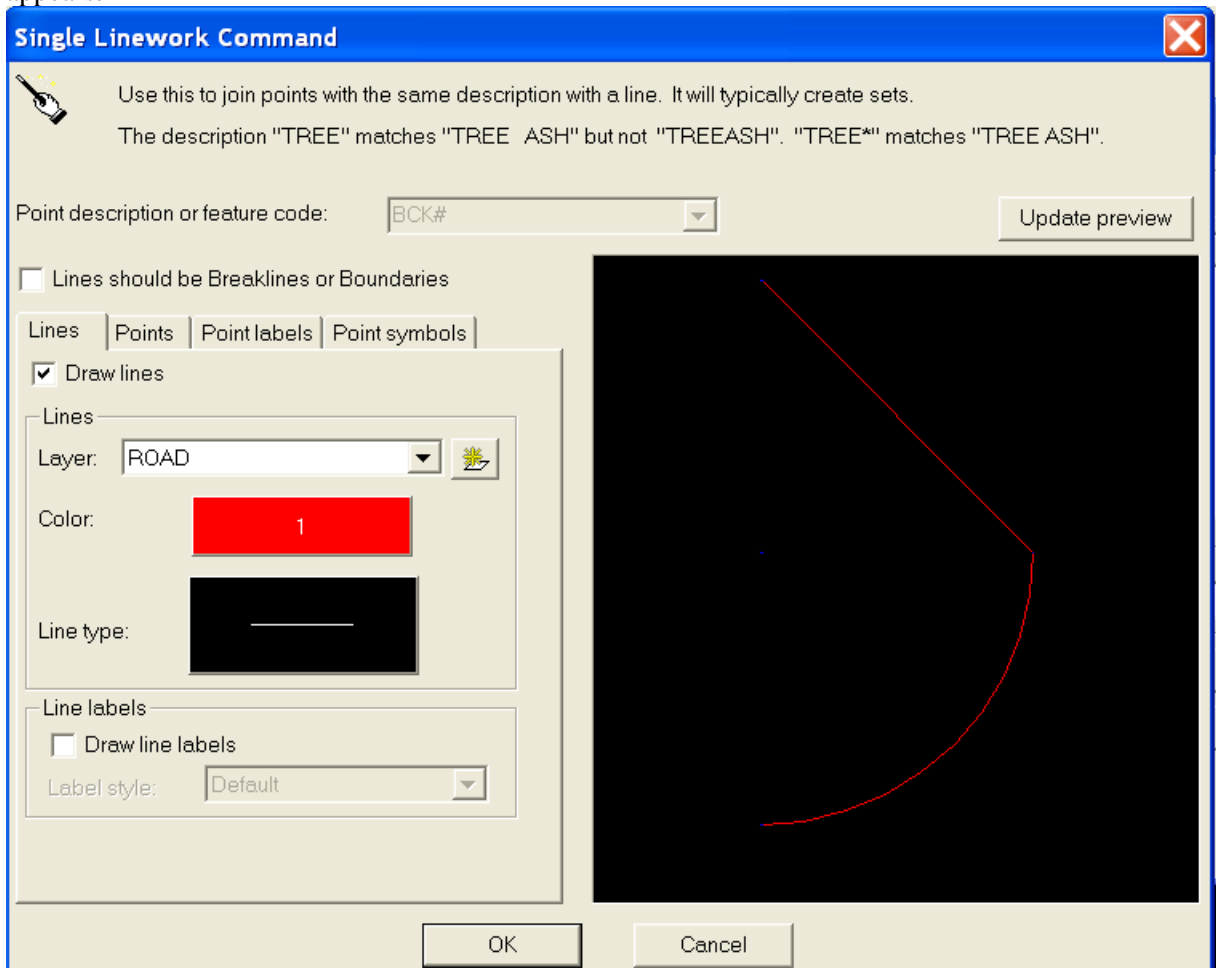 Single Linework Command
Use this to join points with the same description with a line. It will typically create sets.
The description "TREE" matches "TREE ASH" but not "TREEASH". "TREE*" matches "TREE ASH".
Point description or feature code: BCK# Update preview
Lines should be Breaklines or Boundaries
Lines Points Point labels Point symbols
Draw lines
Lines
Layer: ROAD
Color: 1
Line type:
Line labels
Draw line labels
Label style: Default
OK Cancel